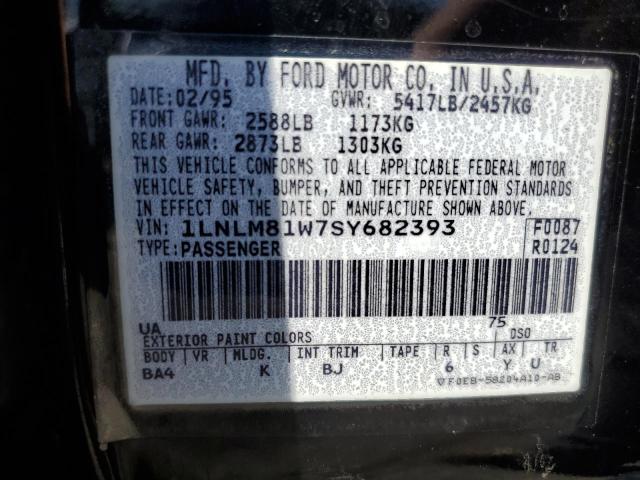 MFD. BY FORD MOTOR CO. IN U.S.A.
DATE: 02/95 GVWR: 5417LB/2457KG
FRONT GAWR: 2588LB 1173KG
REAR GAWR: 2873LB 1303KG
THIS VEHICLE CONFORMS TO ALL APPLICABLE FEDERAL MOTOR
VEHICLE SAFETY, BUMPER, AND THEFT PREVENTION STANDARDS
IN EFFECT ON THE DATE OF MANUFACTURE SHOWN ABOVE.
VIN: 1LNLM81W7SY682393 F0087
TYPE: PASSENGER R0124
UA 75
EXTERIOR PAINT COLORS DSO
BODY VR MLDG. INT TRIM TAPE R S AX TR
BA4 K BJ 6 Y U
F0EB-58204A10-AB